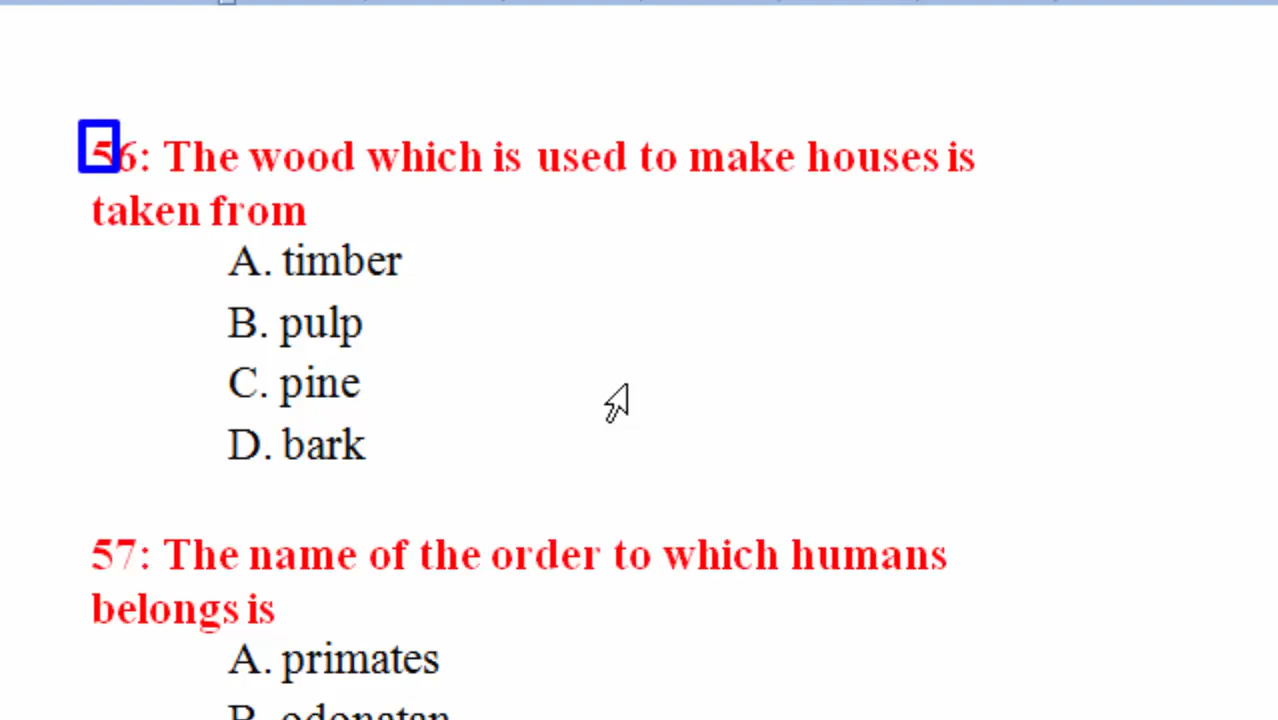 56: The wood which is used to make houses is
taken from
A. timber
B. pulp
C. pine
D. bark
57: The name of the order to which humans
belongs is
A. primates
B. odonatan